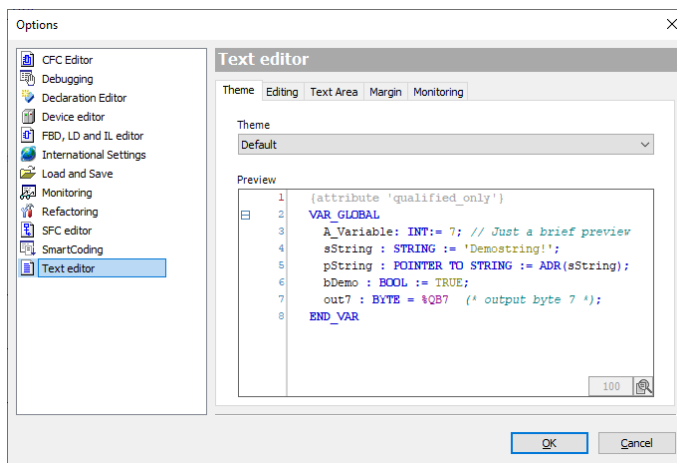 Options
CFC Editor
Debugging
Declaration Editor
Device editor
FBD, LD and IL editor
International Settings
Load and Save
Monitoring
Refactoring
SFC editor
SmartCoding
Text editor
Text editor
Theme Editing Text Area Margin Monitoring
Theme
Default
Preview
1 {attribute 'qualified_only'}
2 VAR_GLOBAL
3 A_Variable: INT:= 7; // Just a brief preview
4 sString : STRING := 'Demostring!';
5 pString : POINTER TO STRING := ADR(sString);
6 bDemo : BOOL := TRUE;
7 out7 : BYTE = %QB7 (* output byte 7 *);
8 END_VAR
100
OK Cancel